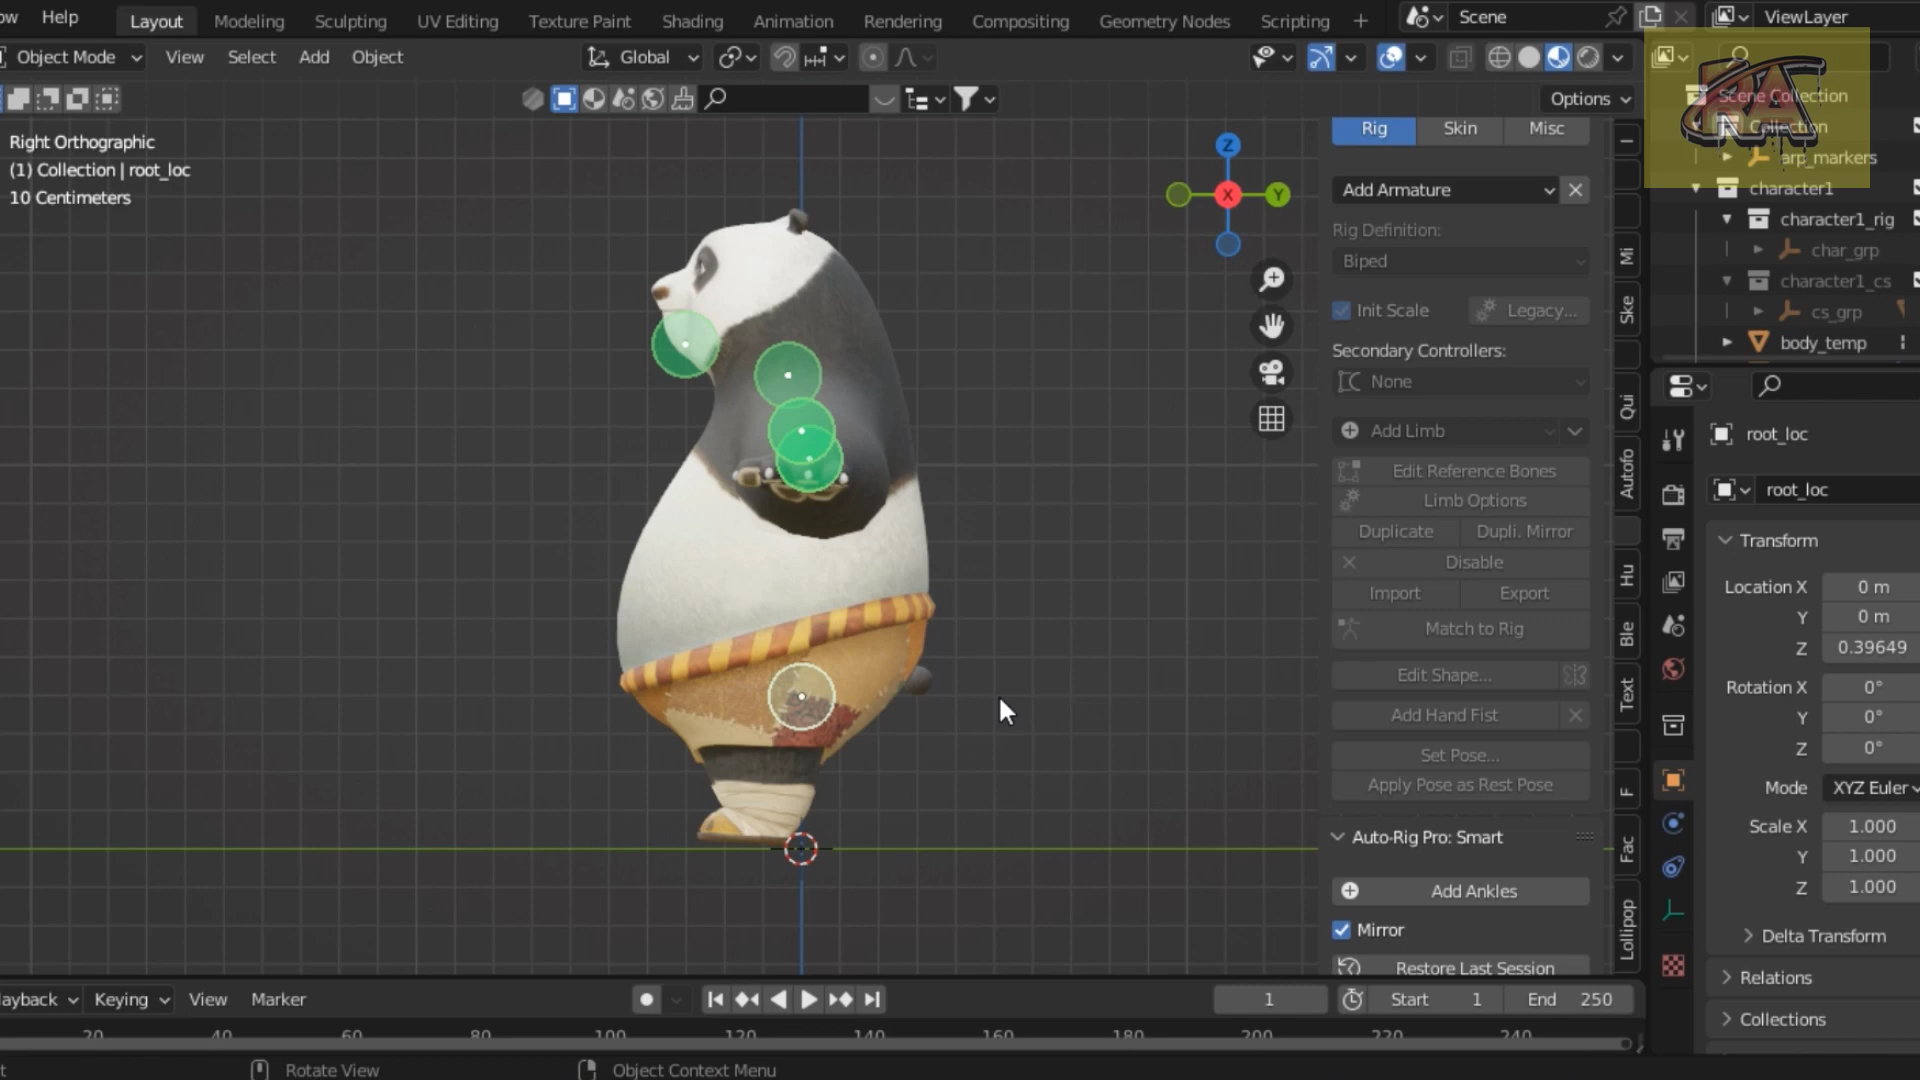 ow Help Layout Modeling Sculpting UV Editing Texture Paint Shading Animation Rendering Compositing Geometry Nodes Scripting + Scene ViewLayer
Object Mode View Select Add Object Global
Options
Right Orthographic
(1) Collection | root_loc
10 Centimeters
Z
X
Y
Rig Skin Misc
Add Armature
Rig Definition:
Biped
Init Scale Legacy...
Secondary Controllers:
None
Add Limb
Edit Reference Bones
Limb Options
Duplicate Dupli. Mirror
Disable
Import Export
Match to Rig
Edit Shape...
Add Hand Fist
Set Pose...
Apply Pose as Rest Pose
Auto-Rig Pro: Smart
Add Ankles
Mirror
Restore Last Session
Mi
Ske
Qui
Autofo
Hu
Ble
Text
F
Fac
Lollipop
RA
Scene Collection
Collection
arp_markers
character1
character1_rig
char_grp
character1_cs
cs_grp
body_temp
root_loc
root_loc
Transform
Location X 0 m
Y 0 m
Z 0.39649
Rotation X 0°
Y 0°
Z 0°
Mode XYZ Euler
Scale X 1.000
Y 1.000
Z 1.000
Delta Transform
Relations
Collections
layback Keying View Marker 1 Start 1 End 250
20 40 60 80 100 120 140 160 180 200 220 240
t Rotate View Object Context Menu